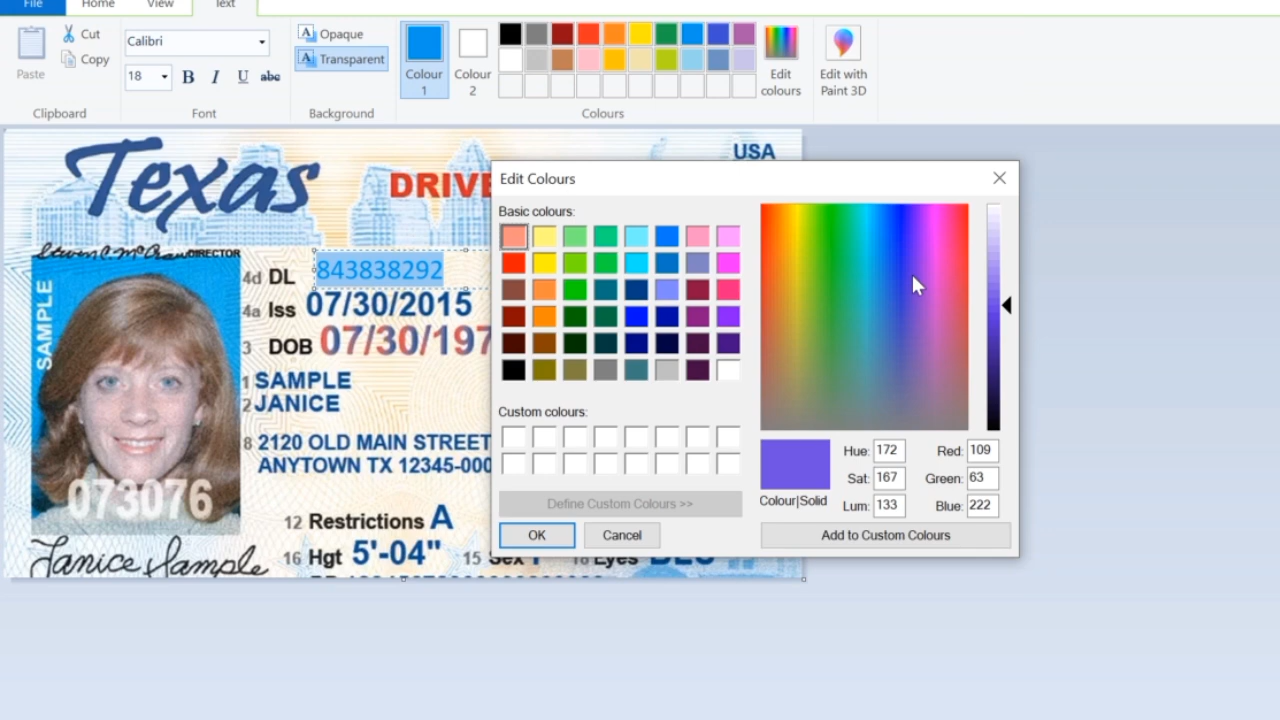 File Home View Text
Cut
Copy
Paste
Clipboard
Calibri
18 B I U abc
Font
Opaque
Transparent
Background
Colour 1
Colour 2
Edit colours
Colours
Edit with Paint 3D
Texas
USA
DRIVE
DIRECTOR
SAMPLE
4d DL 843838292
4a Iss 07/30/2015
3 DOB 07/30/197
1 SAMPLE
2 JANICE
8 2120 OLD MAIN STREET
ANYTOWN TX 12345-000
073076
12 Restrictions A
16 Hgt 5'-04" 15 Sex F 18 Eyes BLU
Janice Sample
Edit Colours
Basic colours:
Custom colours:
Define Custom Colours >>
OK Cancel
Colour|Solid
Hue: 172 Red: 109
Sat: 167 Green: 63
Lum: 133 Blue: 222
Add to Custom Colours